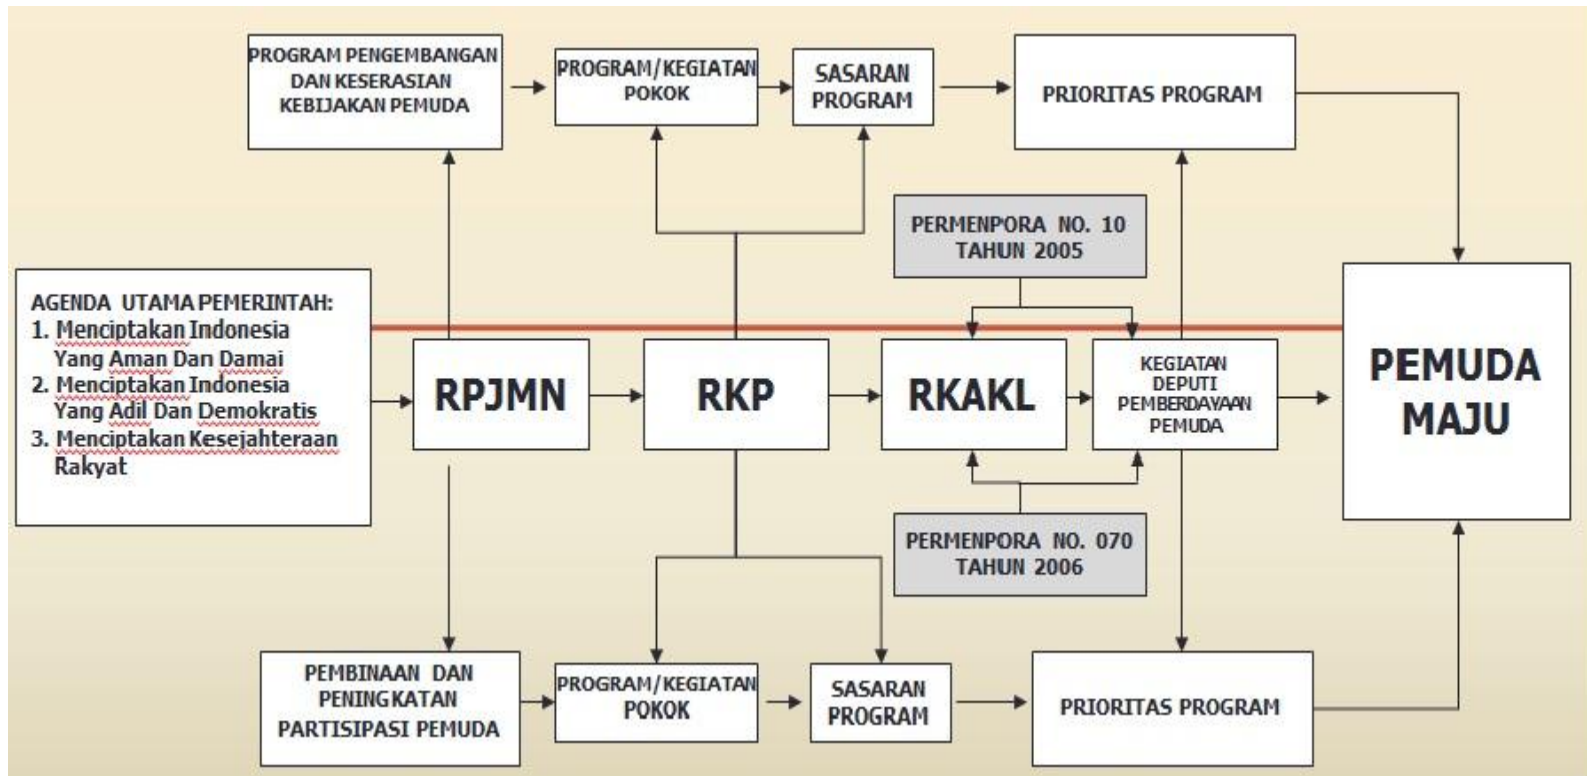 PROGRAM PENGEMBANGAN
DAN KESERASIAN
KEBIJAKAN PEMUDA
PROGRAM/KEGIATAN
POKOK
SASARAN
PROGRAM
PRIORITAS PROGRAM
PERMENPORA NO. 10
TAHUN 2005
AGENDA UTAMA PEMERINTAH:
1. Menciptakan Indonesia
Yang Aman Dan Damai
2. Menciptakan Indonesia
Yang Adil Dan Demokratis
3. Menciptakan Kesejahteraan
Rakyat
RPJMN
RKP
RKAKL
KEGIATAN
DEPUTI
PEMBERDAYAAN
PEMUDA
PEMUDA
MAJU
PERMENPORA NO. 070
TAHUN 2006
PEMBINAAN DAN
PENINGKATAN
PARTISIPASI PEMUDA
PROGRAM/KEGIATAN
POKOK
SASARAN
PROGRAM
PRIORITAS PROGRAM